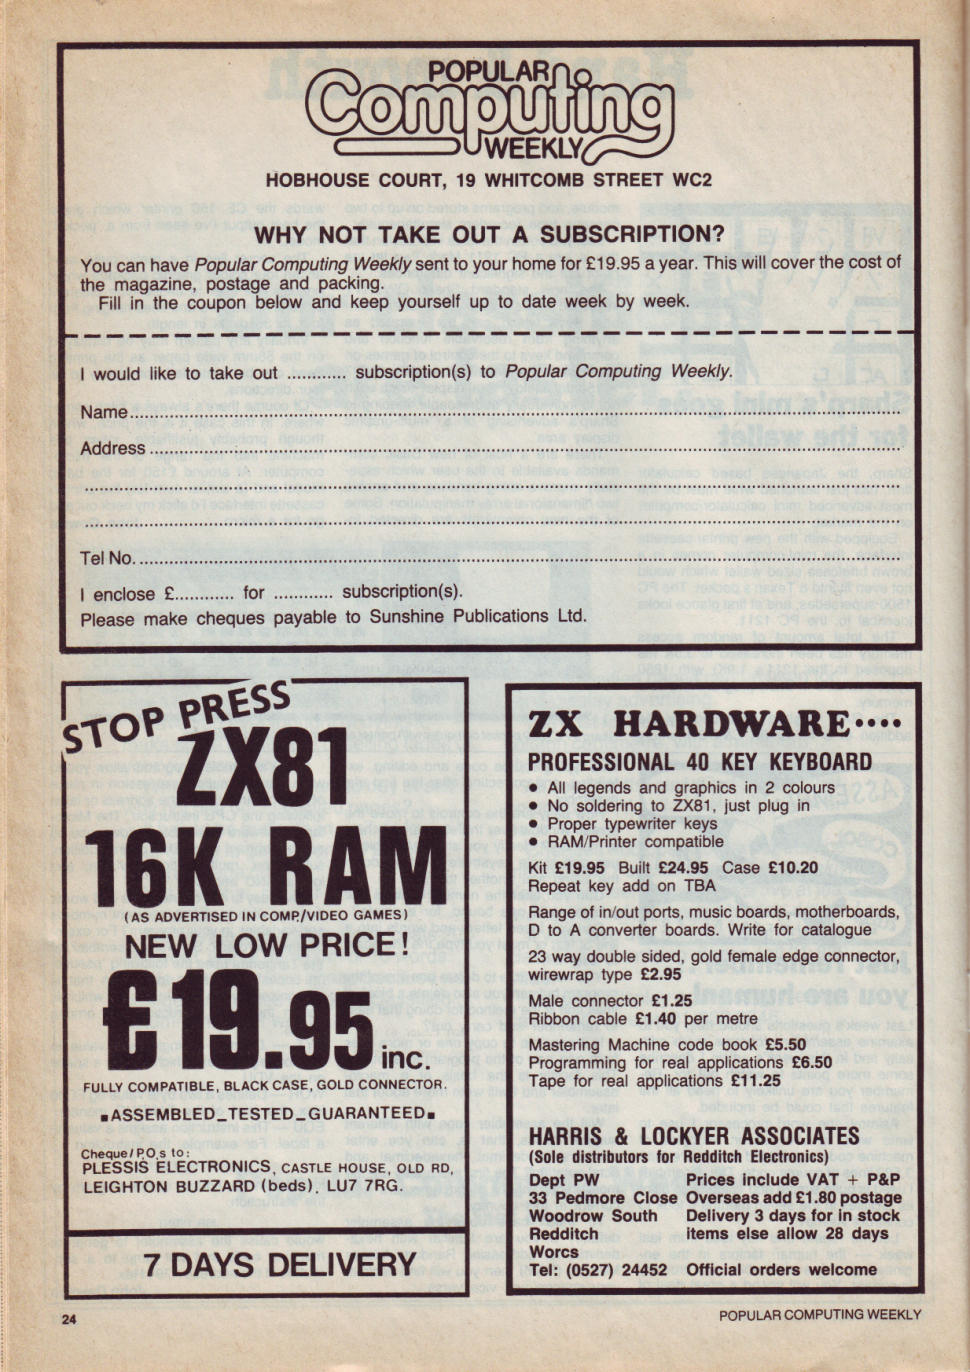 POPULAR
Computing
WEEKLY
HOBHOUSE COURT, 19 WHITCOMB STREET WC2
WHY NOT TAKE OUT A SUBSCRIPTION?
You can have Popular Computing Weekly sent to your home for £19.95 a year. This will cover the cost of
the magazine, postage and packing.
Fill in the coupon below and keep yourself up to date week by week.
I would like to take out ............ subscription(s) to Popular Computing Weekly.
Name..........
Address..........
Tel No...........
I enclose £............ for ............ subscription(s).
Please make cheques payable to Sunshine Publications Ltd.
STOP PRESS
ZX81
16K RAM
(AS ADVERTISED IN COMP./VIDEO GAMES)
NEW LOW PRICE!
£19.95 inc.
FULLY COMPATIBLE, BLACK CASE, GOLD CONNECTOR.
■ASSEMBLED_TESTED_GUARANTEED■
Cheque/P.O.s to:
PLESSIS ELECTRONICS, CASTLE HOUSE, OLD RD,
LEIGHTON BUZZARD (beds). LU7 7RG.
7 DAYS DELIVERY
ZX HARDWARE····
PROFESSIONAL 40 KEY KEYBOARD
● All legends and graphics in 2 colours
● No soldering to ZX81, just plug in
● Proper typewriter keys
● RAM/Printer compatible
Kit £19.95 Built £24.95 Case £10.20
Repeat key add on TBA
Range of in/out ports, music boards, motherboards,
D to A converter boards. Write for catalogue
23 way double sided, gold female edge connector,
wirewrap type £2.95
Male connector £1.25
Ribbon cable £1.40 per metre
Mastering Machine code book £5.50
Programming for real applications £6.50
Tape for real applications £11.25
HARRIS & LOCKYER ASSOCIATES
(Sole distributors for Redditch Electronics)
Dept PW
33 Pedmore Close
Woodrow South
Redditch
Worcs
Tel: (0527) 24452
Prices include VAT + P&P
Overseas add £1.80 postage
Delivery 3 days for in stock
items else allow 28 days
Official orders welcome
24
POPULAR COMPUTING WEEKLY